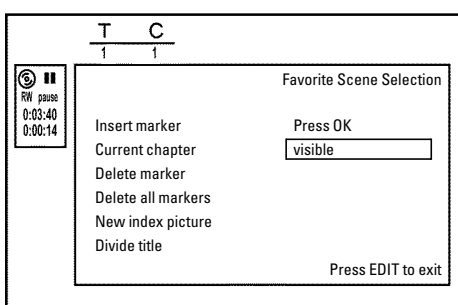 T C
1 1
RW pause
0:03:40
0:00:14
Favorite Scene Selection
Insert marker Press OK
Current chapter visible
Delete marker
Delete all markers
New index picture
Divide title
Press EDIT to exit